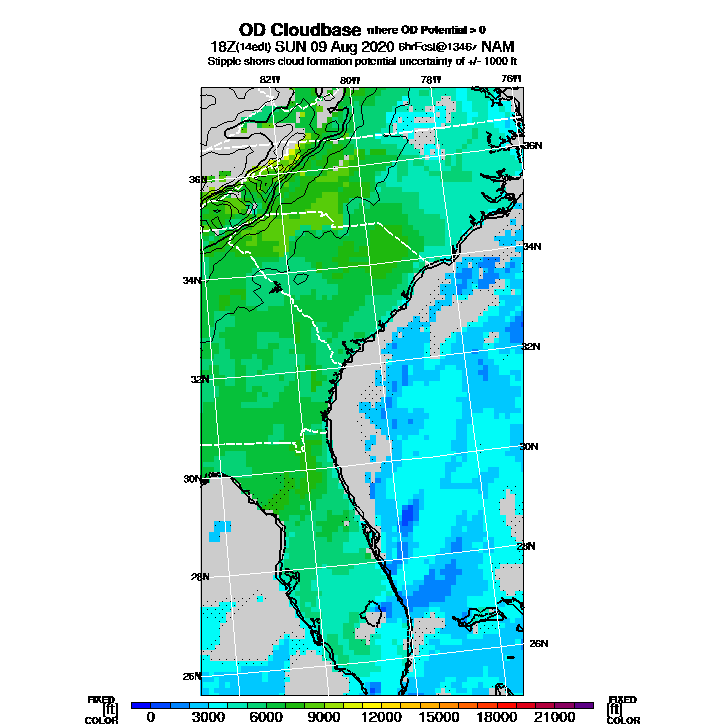 OD Cloudbase where OD Potential > 0
18Z(14edt) SUN 09 Aug 2020 6hrFcst@1346z NAM
Stipple shows cloud formation potential uncertainty of +/- 1000 ft
82W 80W 78W 76W
36N 36N
34N 34N
32N 32N
30N 30N
28N 28N
26N 26N
FIXED FIXED
[ft] [ft]
COLOR COLOR
0 3000 6000 9000 12000 15000 18000 21000